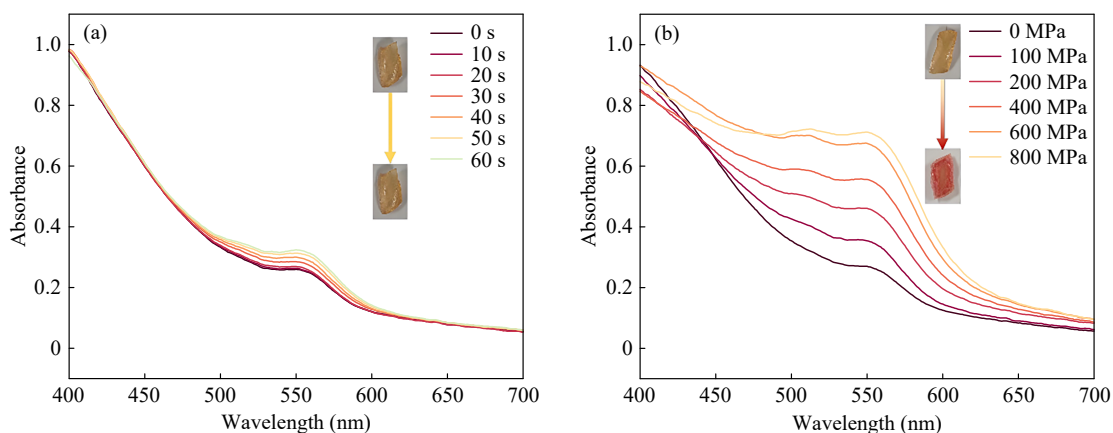 (a)
0 s
10 s
20 s
30 s
40 s
50 s
60 s
1.0
0.8
0.6
0.4
0.2
0
Absorbance
400
450
500
550
600
650
700
Wavelength (nm)
(b)
0 MPa
100 MPa
200 MPa
400 MPa
600 MPa
800 MPa
1.0
0.8
0.6
0.4
0.2
0
Absorbance
400
450
500
550
600
650
700
Wavelength (nm)